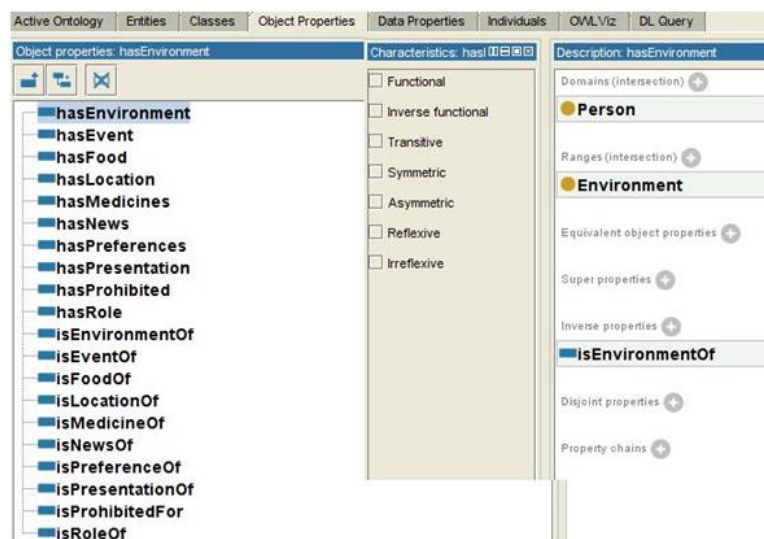 Active Ontology Entities Classes Object Properties Data Properties Individuals OWLViz DL Query
Object properties: hasEnvironment
hasEnvironment
hasEvent
hasFood
hasLocation
hasMedicines
hasNews
hasPreferences
hasPresentation
hasProhibited
hasRole
isEnvironmentOf
isEventOf
isFoodOf
isLocationOf
isMedicineOf
isNewsOf
isPreferenceOf
isPresentationOf
isProhibitedFor
isRoleOf
Characteristics: hasI
Functional
Inverse functional
Transitive
Symmetric
Asymmetric
Reflexive
Irreflexive
Description: hasEnvironment
Domains (intersection)
Person
Ranges (intersection)
Environment
Equivalent object properties
Super properties
Inverse properties
isEnvironmentOf
Disjoint properties
Property chains